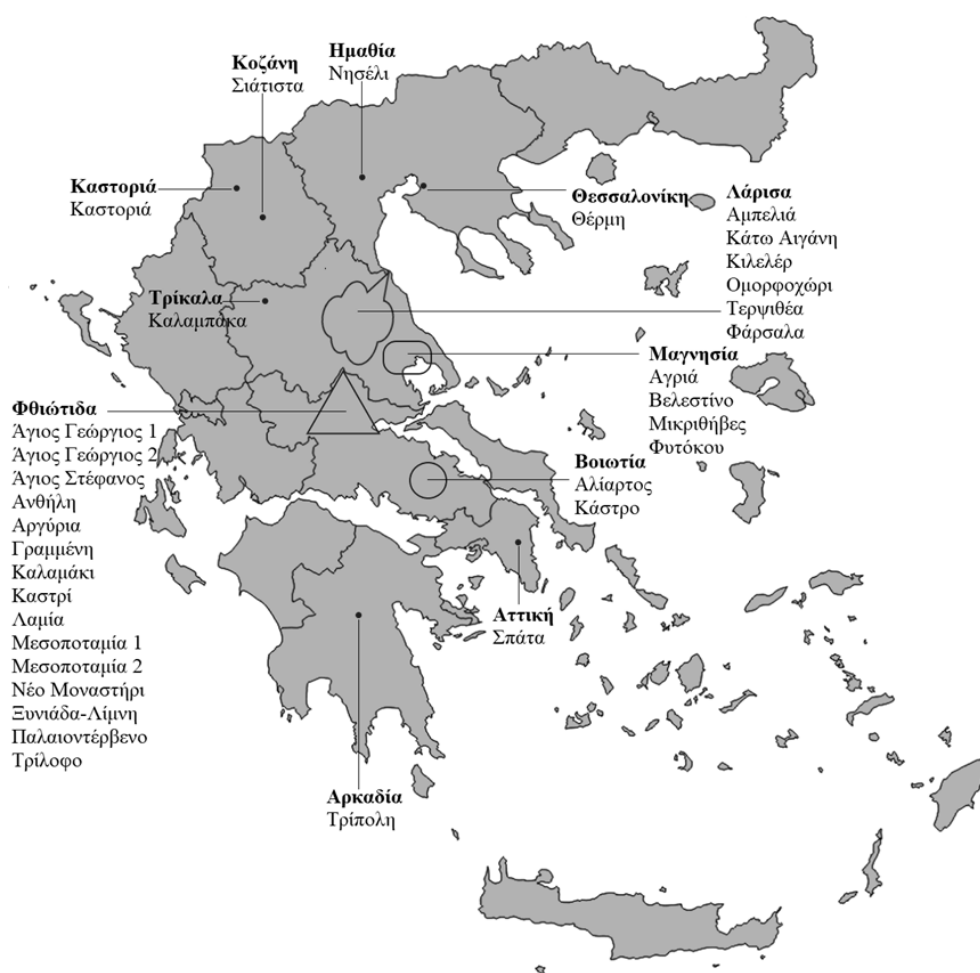 Κοζάνη
Σιάτιστα
Ημαθία
Νησέλι
Καστοριά
Καστοριά
Θεσσαλονίκη
Θέρμη
Λάρισα
Αμπελιά
Κάτω Αιγάνη
Κιλελέρ
Ομορφοχώρι
Τερψιθέα
Φάρσαλα
Τρίκαλα
Καλαμπάκα
Μαγνησία
Αγριά
Βελεστίνο
Μικριθήβες
Φυτόκου
Φθιώτιδα
Άγιος Γεώργιος 1
Άγιος Γεώργιος 2
Άγιος Στέφανος
Ανθήλη
Αργύρια
Γραμμένη
Καλαμάκι
Καστρί
Λαμία
Μεσοποταμία 1
Μεσοποταμία 2
Νέο Μοναστήρι
Ξυνιάδα-Λίμνη
Παλαιοντέρβενο
Τρίλοφο
Βοιωτία
Αλίαρτος
Κάστρο
Αττική
Σπάτα
Αρκαδία
Τρίπολη